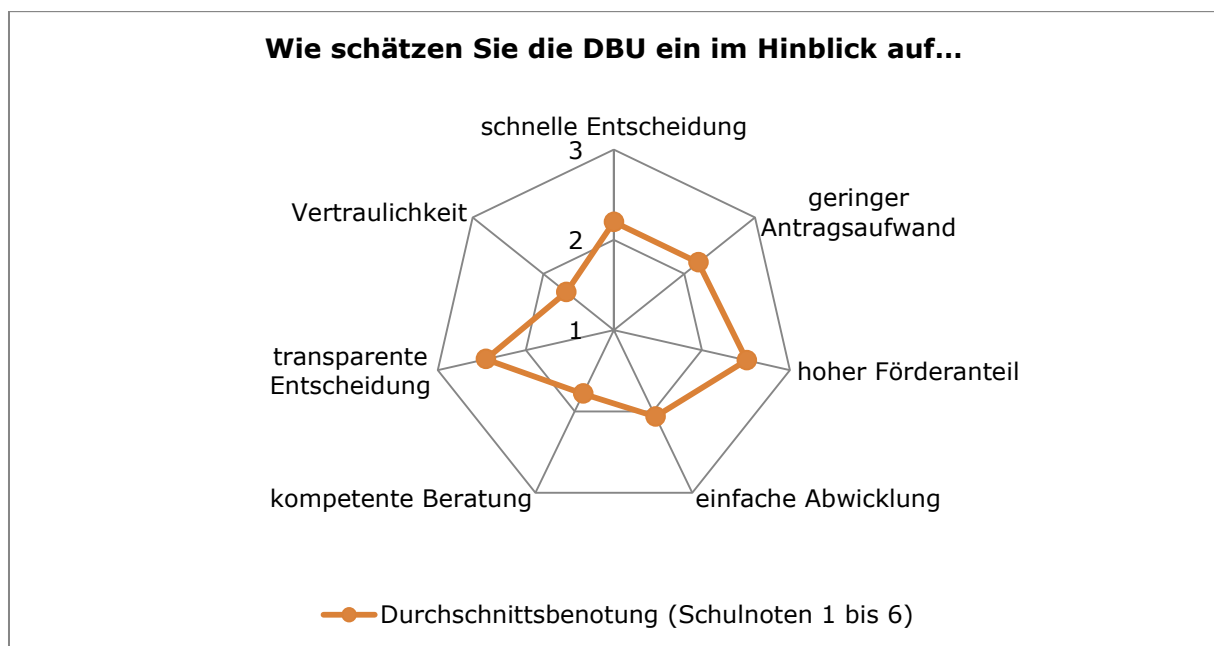 Wie schätzen Sie die DBU ein im Hinblick auf...
schnelle Entscheidung
3
geringer
Antragsaufwand
Vertraulichkeit
2
1
transparente
Entscheidung
hoher Förderanteil
kompetente Beratung
einfache Abwicklung
Durchschnittsbenotung (Schulnoten 1 bis 6)